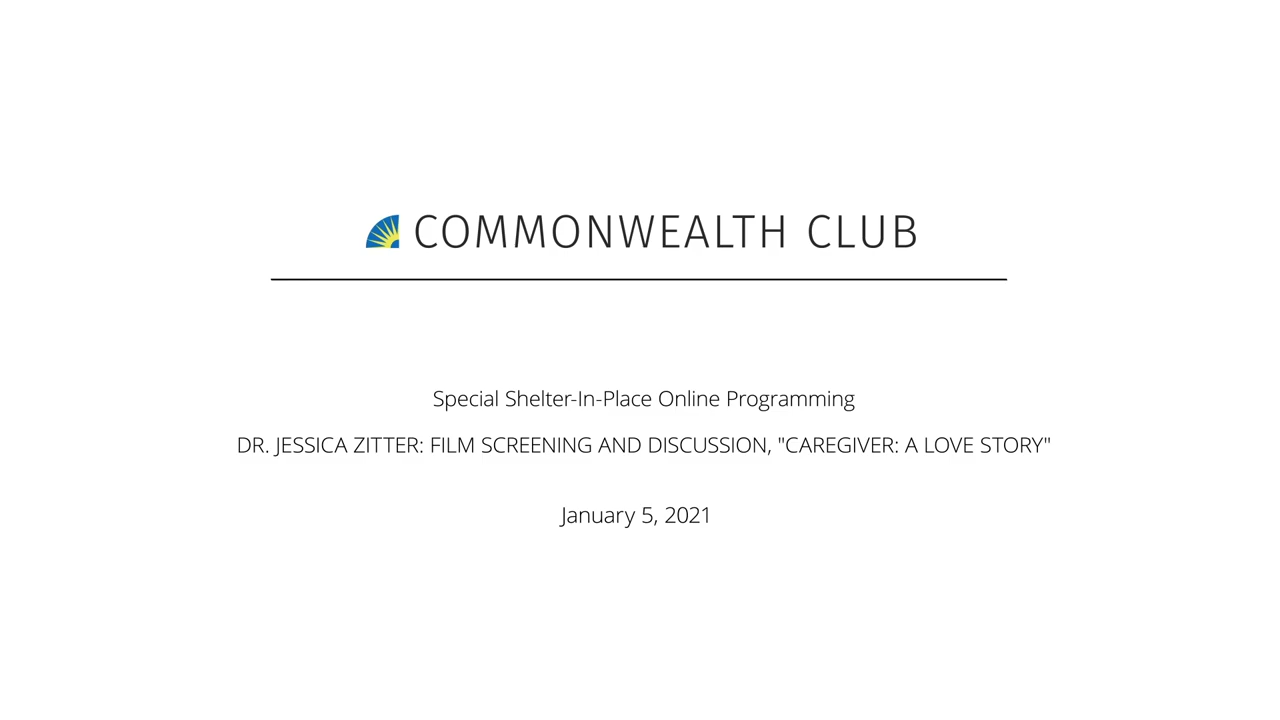 COMMONWEALTH CLUB
Special Shelter-In-Place Online Programming
DR. JESSICA ZITTER: FILM SCREENING AND DISCUSSION, "CAREGIVER: A LOVE STORY"
January 5, 2021